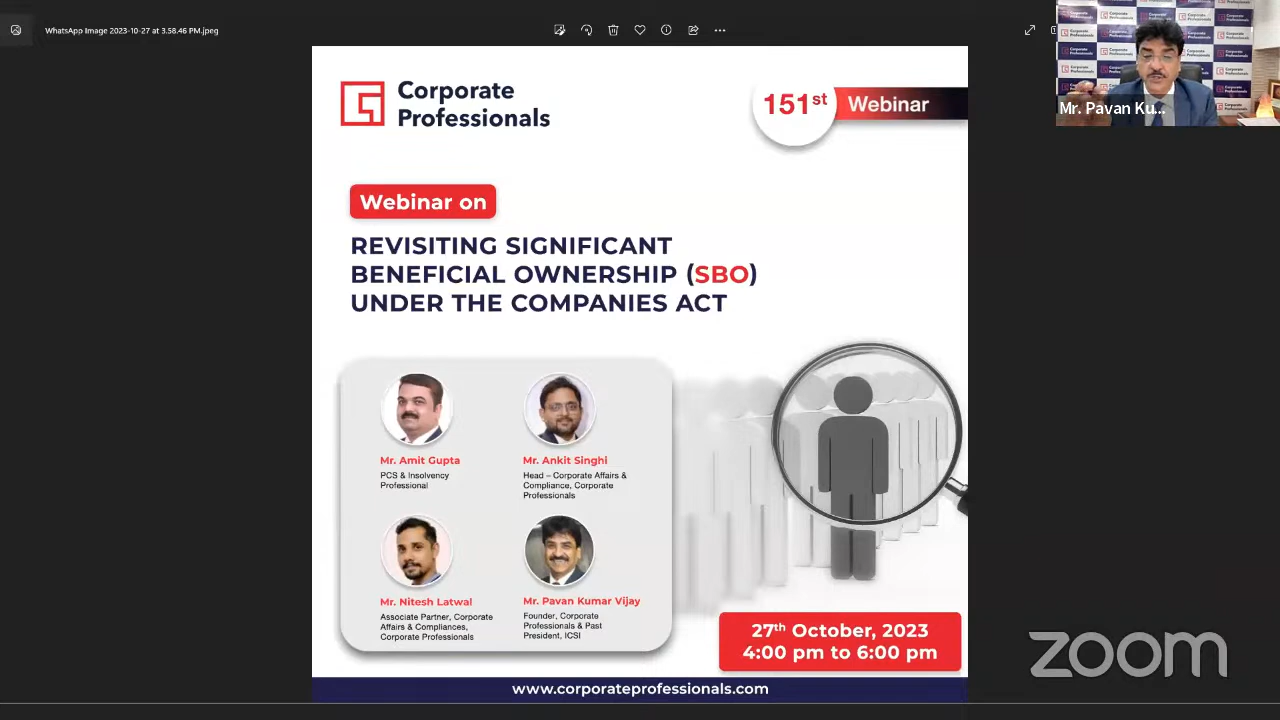 WhatsApp Image 2023-10-27 at 3.58.46 PM.jpeg
Corporate
Professionals
151st
Webinar
Webinar on
REVISITING SIGNIFICANT
BENEFICIAL OWNERSHIP (SBO)
UNDER THE COMPANIES ACT
Mr. Amit Gupta
PCS & Insolvency
Professional
Mr. Ankit Singhi
Head – Corporate Affairs &
Compliance, Corporate
Professionals
Mr. Nitesh Latwal
Associate Partner, Corporate
Affairs & Compliances,
Corporate Professionals
Mr. Pavan Kumar Vijay
Founder, Corporate
Professionals & Past
President, ICSI
27th October, 2023
4:00 pm to 6:00 pm
www.corporateprofessionals.com
Mr. Pavan Ku...
zoom